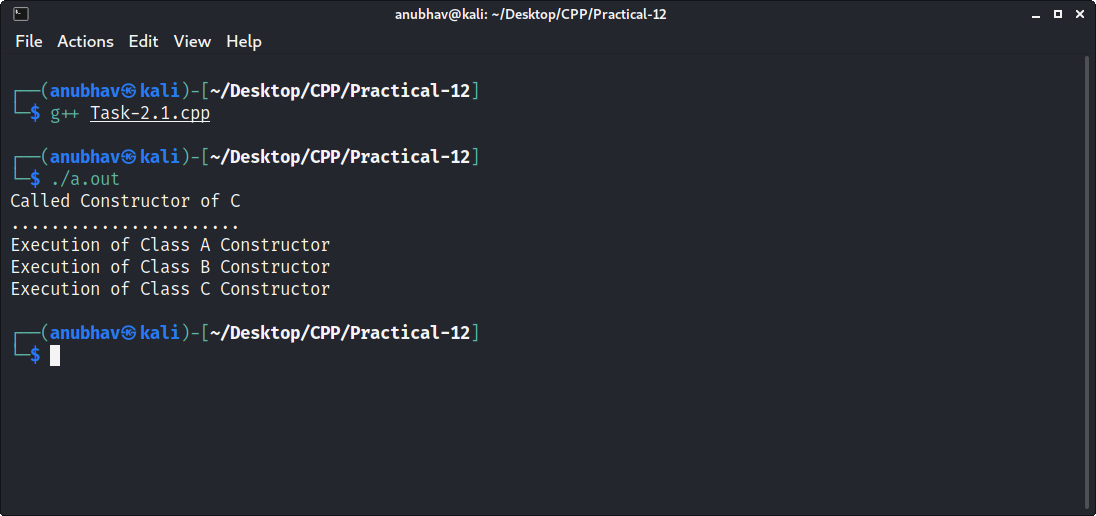 anubhav@kali: ~/Desktop/CPP/Practical-12
File Actions Edit View Help
┌──(anubhav㉿kali)-[~/Desktop/CPP/Practical-12]
└─$ g++ Task-2.1.cpp
┌──(anubhav㉿kali)-[~/Desktop/CPP/Practical-12]
└─$ ./a.out
Called Constructor of C
.......................
Execution of Class A Constructor
Execution of Class B Constructor
Execution of Class C Constructor
┌──(anubhav㉿kali)-[~/Desktop/CPP/Practical-12]
└─$